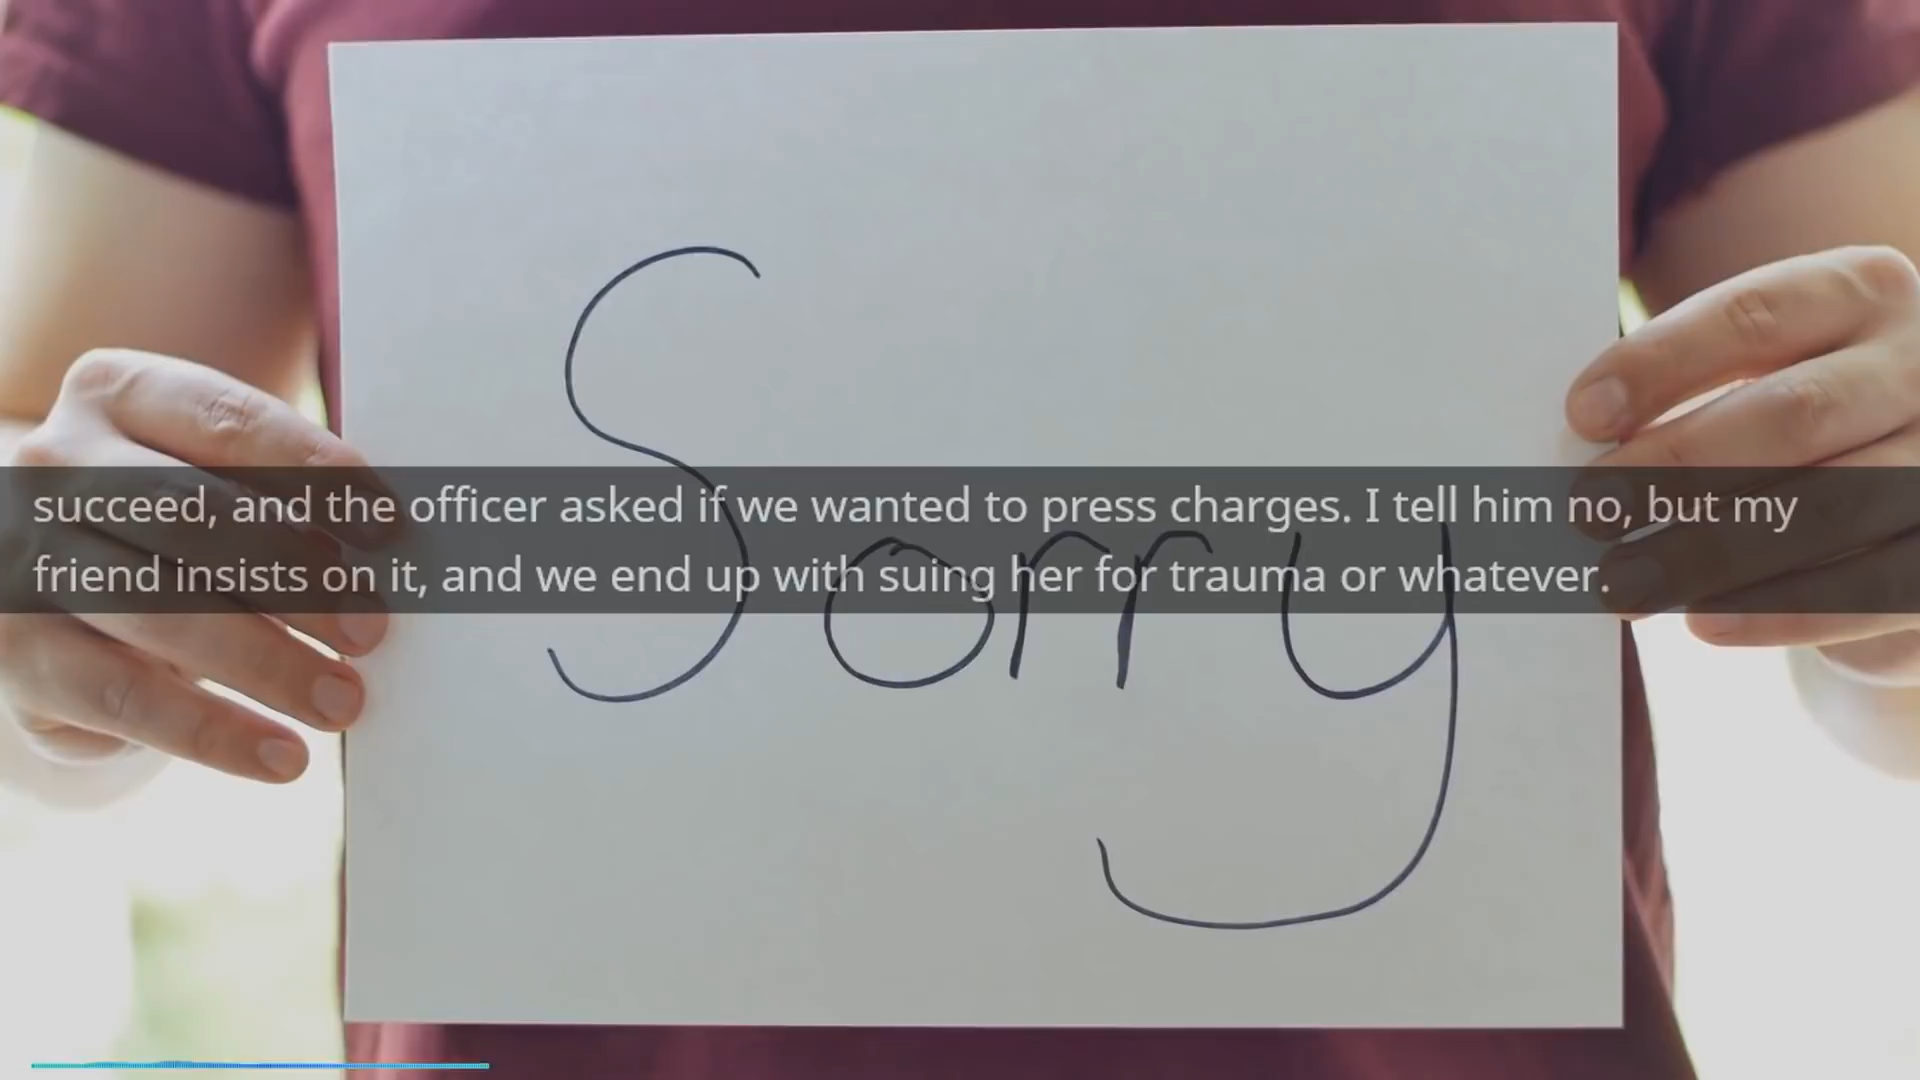 succeed, and the officer asked if we wanted to press charges. I tell him no, but my
friend insists on it, and we end up with suing her for trauma or whatever.
Sorry